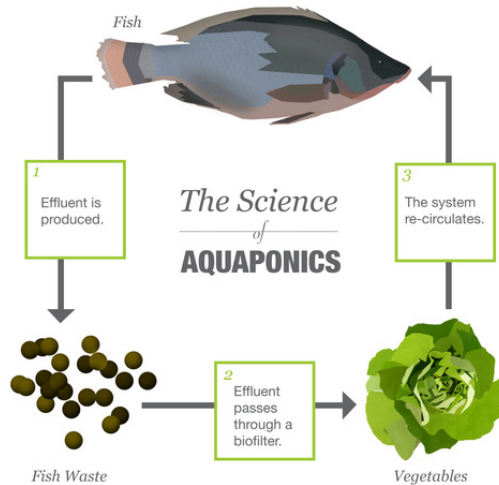 Fish
1
Effluent is
produced.
The Science
of
AQUAPONICS
3
The system
re-circulates.
2
Effluent
passes
through a
biofilter.
Fish Waste
Vegetables